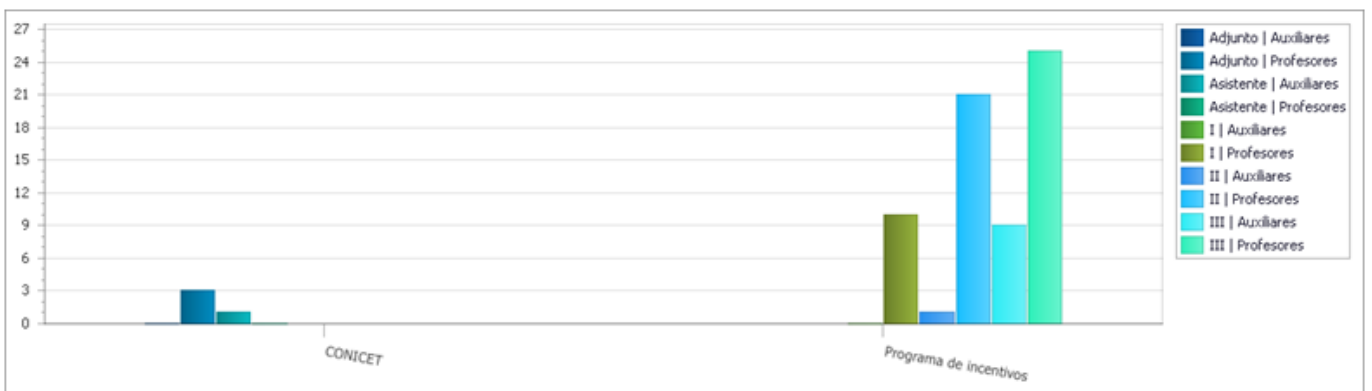 27
24
21
18
15
12
9
6
3
0
CONICET
Programa de incentivos
Adjunto | Auxiliares
Adjunto | Profesores
Asistente | Auxiliares
Asistente | Profesores
I | Auxiliares
I | Profesores
II | Auxiliares
II | Profesores
III | Auxiliares
III | Profesores